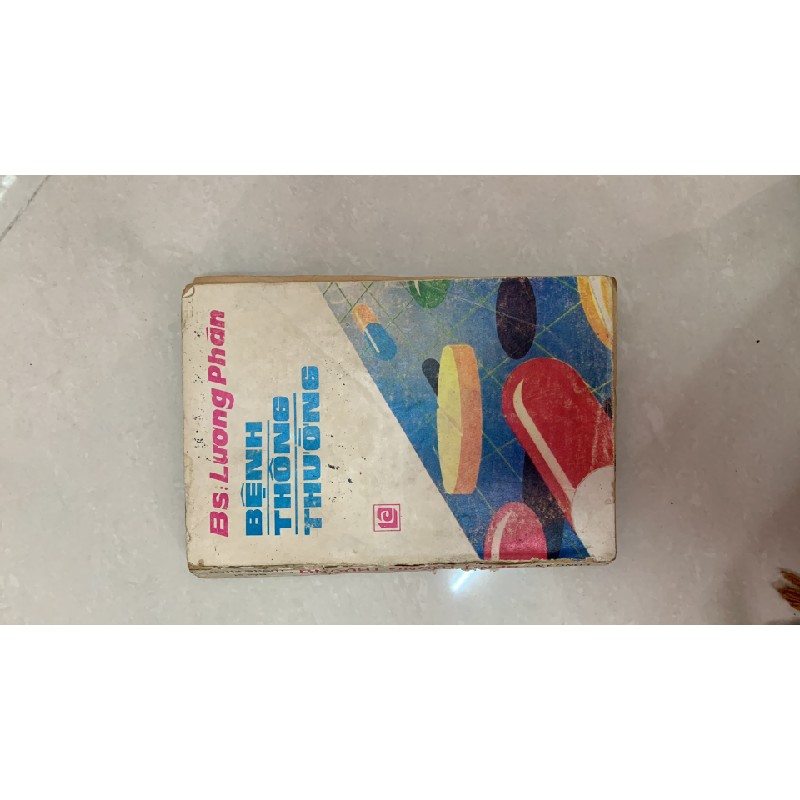 Bs. Lương Phán
BỆNH
THÔNG
THƯỜNG